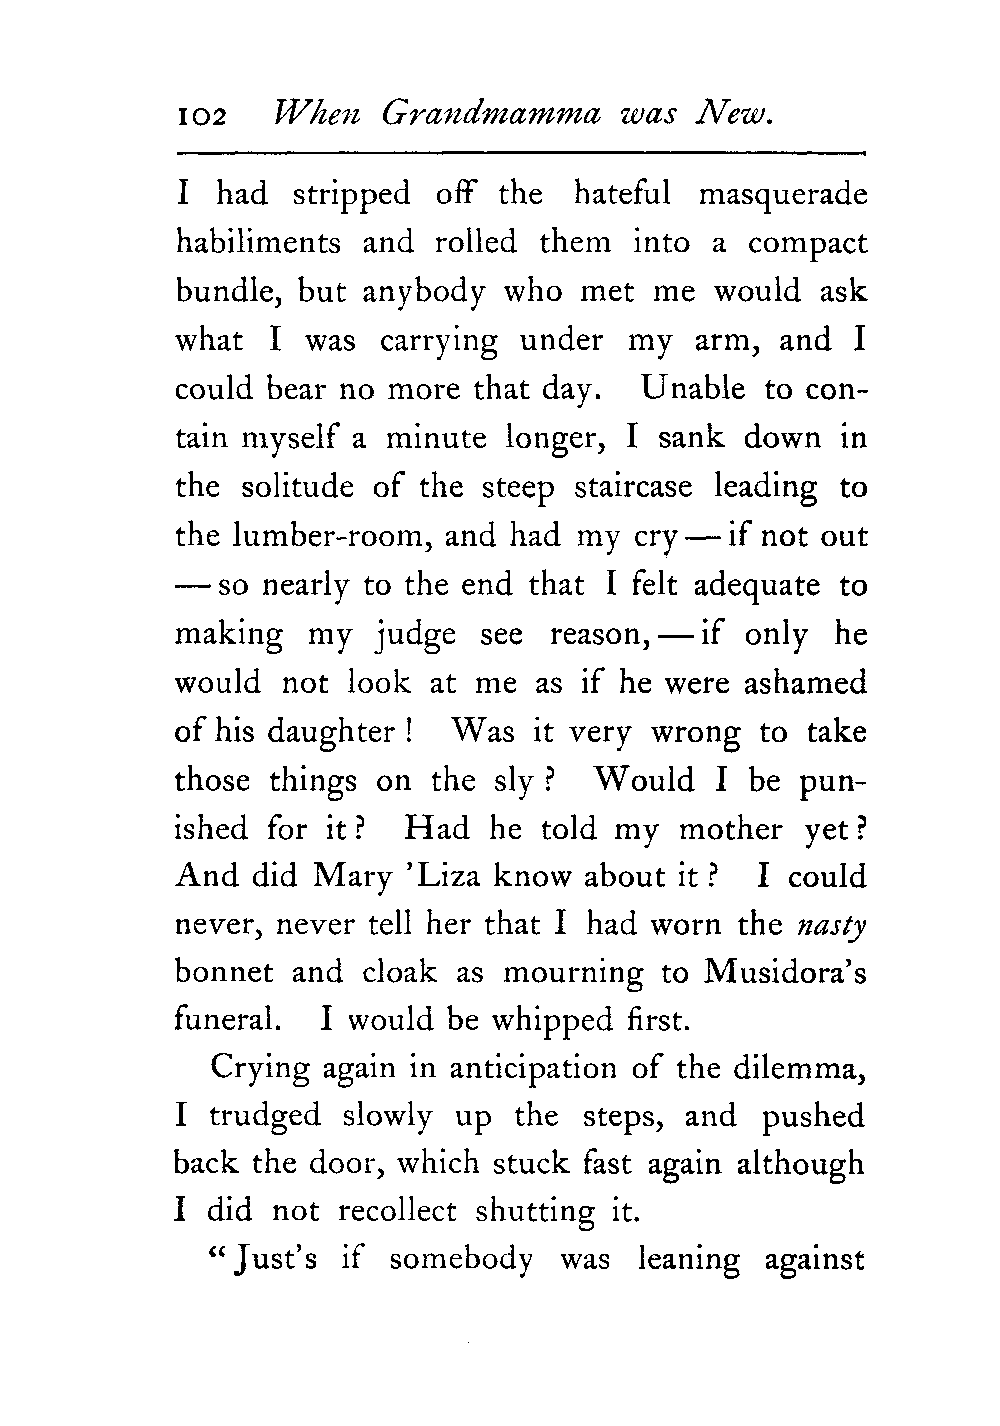 102 When Grandmamma was New.
I had stripped off the hateful masquerade
habiliments and rolled them into a compact
bundle, but anybody who met me would ask
what I was carrying under my arm, and I
could bear no more that day. Unable to con-
tain myself a minute longer, I sank down in
the solitude of the steep staircase leading to
the lumber-room, and had my cry — if not out
— so nearly to the end that I felt adequate to
making my judge see reason, — if only he
would not look at me as if he were ashamed
of his daughter! Was it very wrong to take
those things on the sly? Would I be pun-
ished for it? Had he told my mother yet?
And did Mary 'Liza know about it? I could
never, never tell her that I had worn the nasty
bonnet and cloak as mourning to Musidora's
funeral. I would be whipped first.
Crying again in anticipation of the dilemma,
I trudged slowly up the steps, and pushed
back the door, which stuck fast again although
I did not recollect shutting it.
"Just's if somebody was leaning against